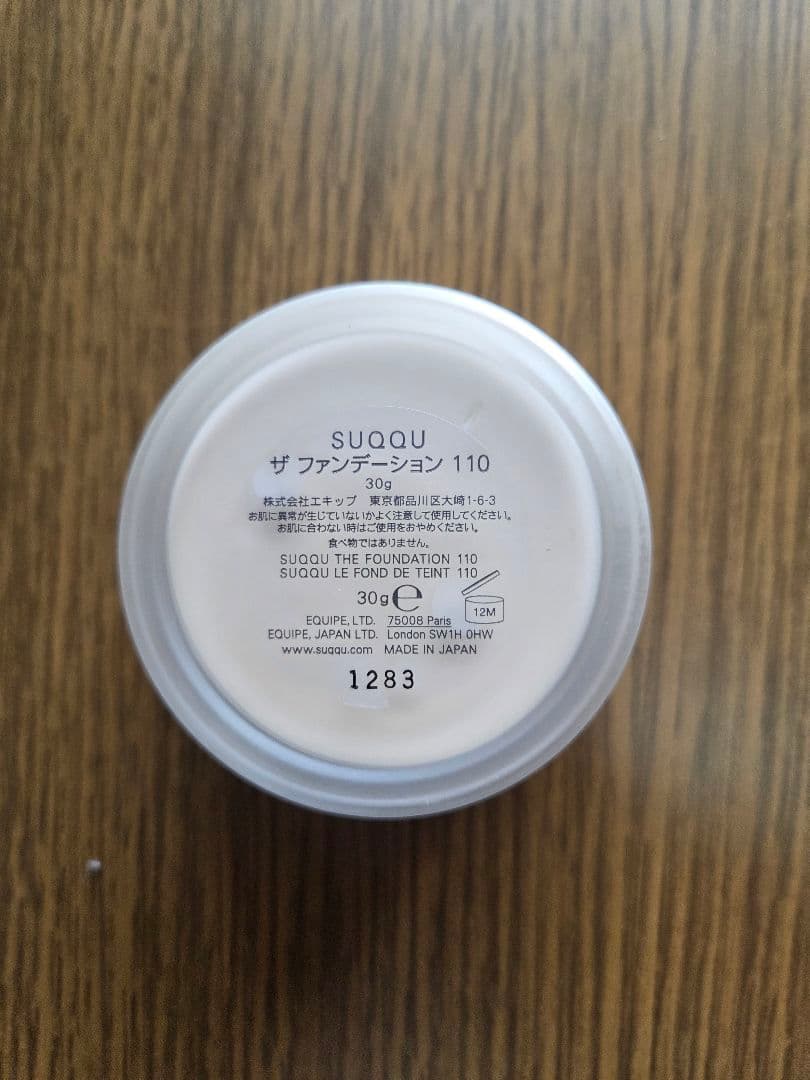 SUQQU
ザ ファンデーション 110
30g
株式会社エキップ 東京都品川区大崎1-6-3
お肌に異常が生じていないかよく注意して使用してください。
お肌に合わない時はご使用をおやめください。
食べ物ではありません。
SUQQU THE FOUNDATION 110
SUQQU LE FOND DE TEINT 110
30g℮
12M
EQUIPE, LTD. 75008 Paris
EQUIPE, JAPAN LTD. London SW1H 0HW
www.suqqu.com MADE IN JAPAN
1283